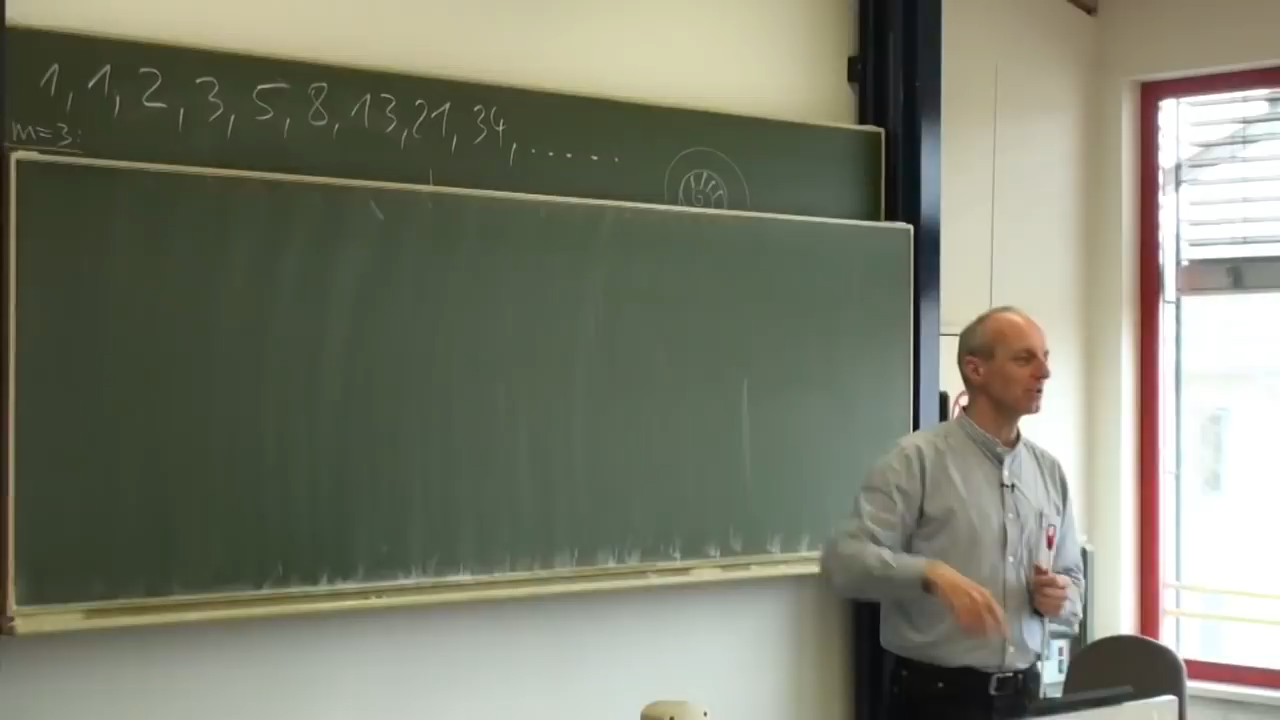 1, 1, 2, 3, 5, 8, 13, 21, 34, ......
m=3: